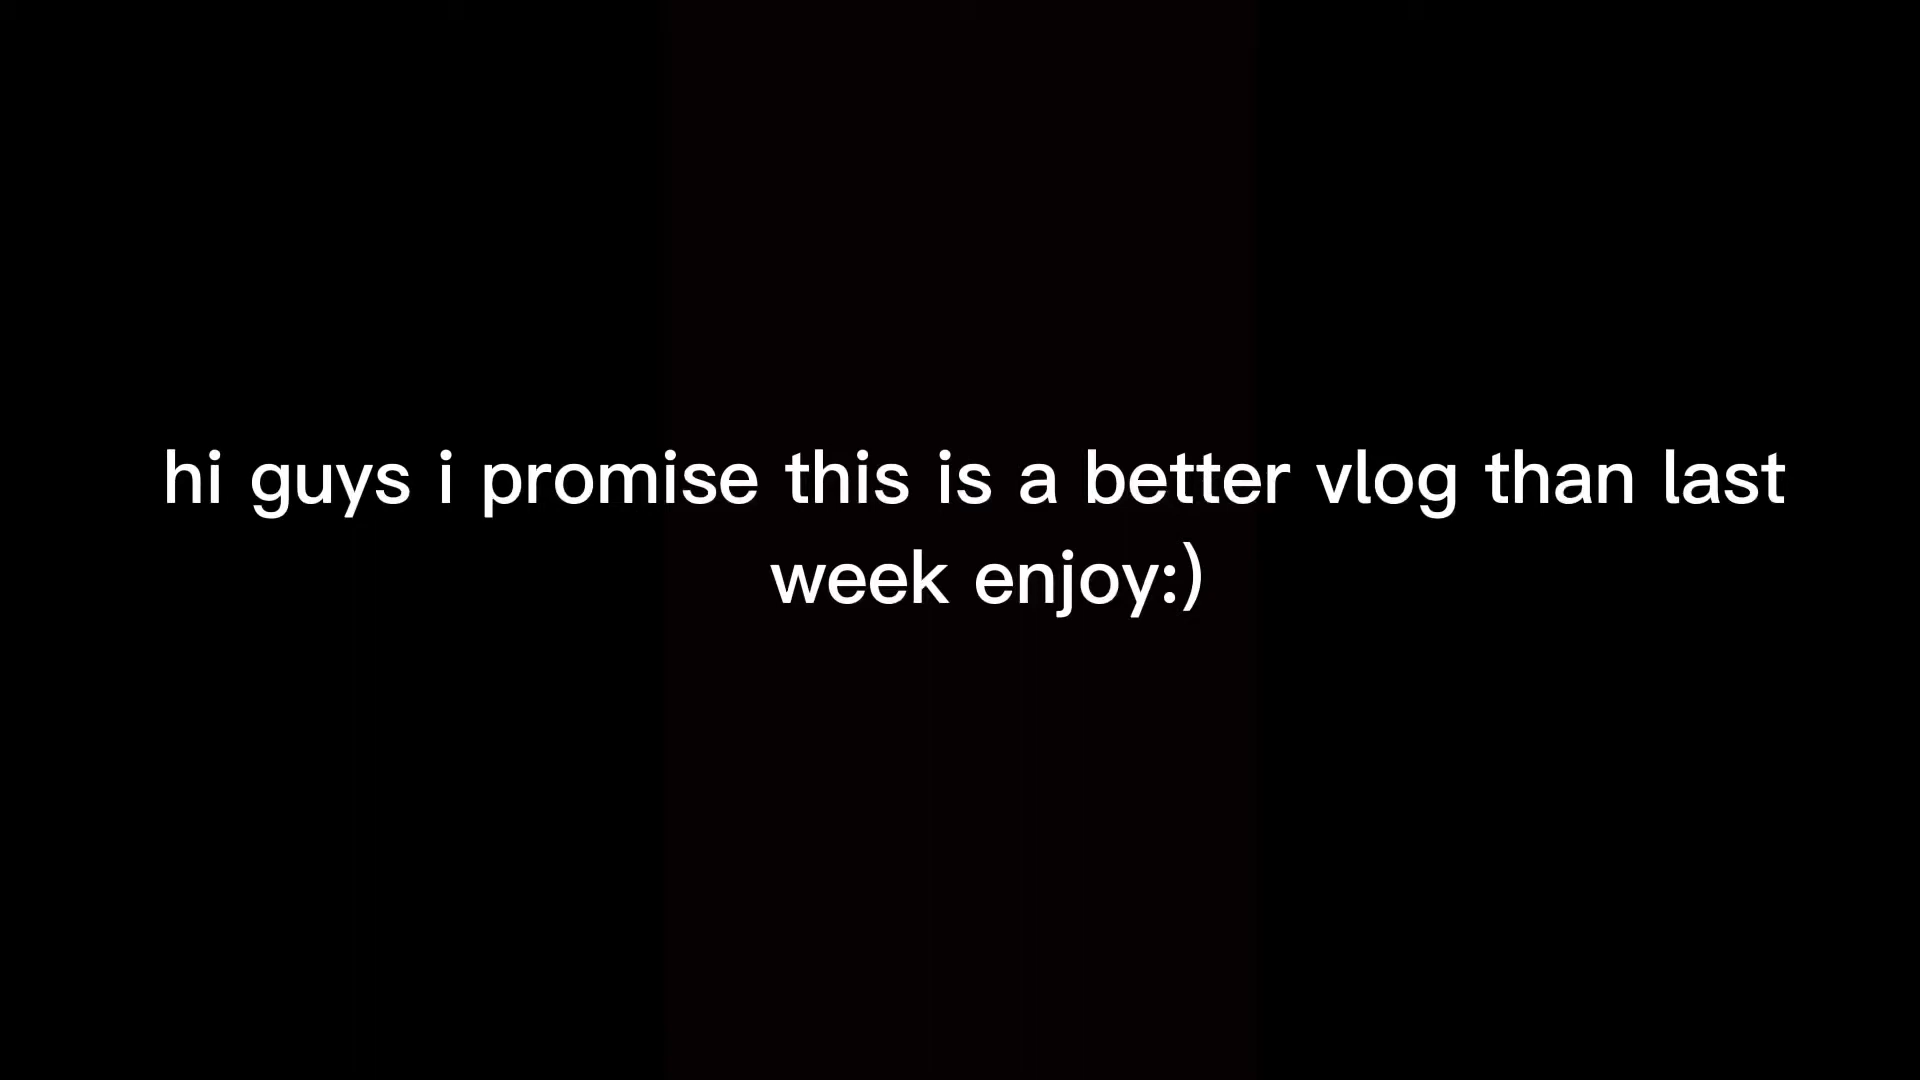 hi guys i promise this is a better vlog than last
week enjoy:)